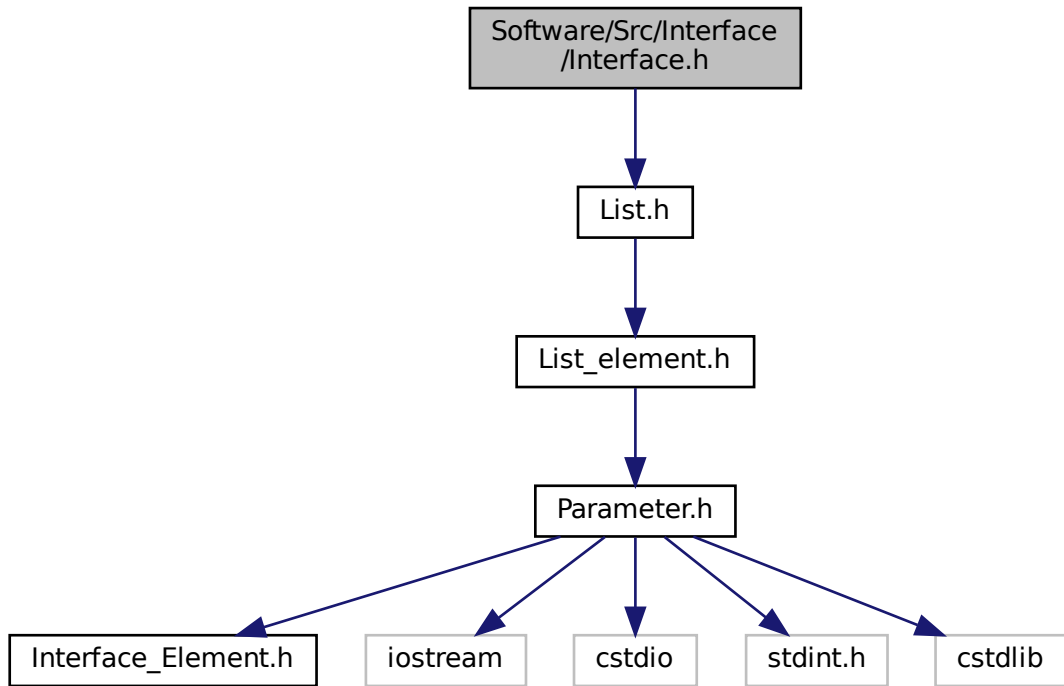 Software/Src/Interface
/Interface.h
List.h
List_element.h
Parameter.h
Interface_Element.h
iostream
cstdio
stdint.h
cstdlib